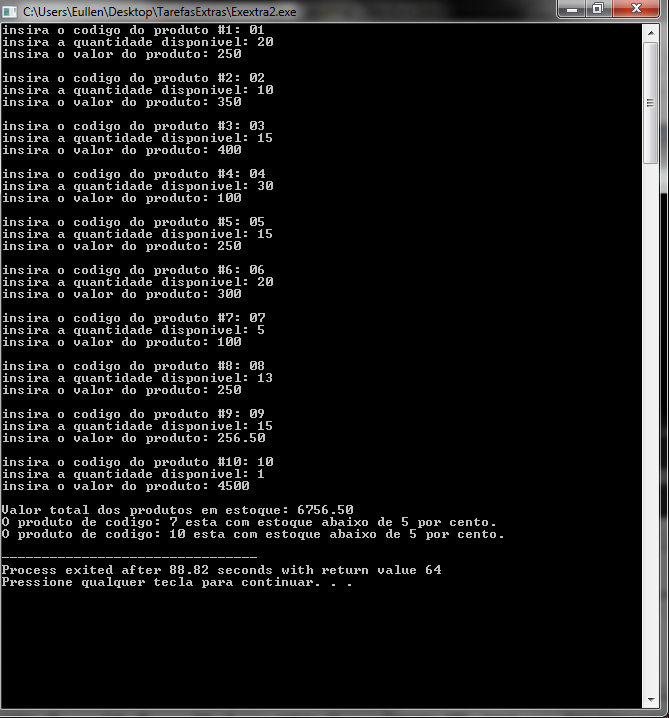 C:\Users\Eullen\Desktop\TarefasExtras\Exextra2.exe
insira o codigo do produto #1: 01
insira a quantidade disponivel: 20
insira o valor do produto: 250
insira o codigo do produto #2: 02
insira a quantidade disponivel: 10
insira o valor do produto: 350
insira o codigo do produto #3: 03
insira a quantidade disponivel: 15
insira o valor do produto: 400
insira o codigo do produto #4: 04
insira a quantidade disponivel: 30
insira o valor do produto: 100
insira o codigo do produto #5: 05
insira a quantidade disponivel: 15
insira o valor do produto: 250
insira o codigo do produto #6: 06
insira a quantidade disponivel: 20
insira o valor do produto: 300
insira o codigo do produto #7: 07
insira a quantidade disponivel: 5
insira o valor do produto: 100
insira o codigo do produto #8: 08
insira a quantidade disponivel: 13
insira o valor do produto: 250
insira o codigo do produto #9: 09
insira a quantidade disponivel: 15
insira o valor do produto: 256.50
insira o codigo do produto #10: 10
insira a quantidade disponivel: 1
insira o valor do produto: 4500
Valor total dos produtos em estoque: 6756.50
O produto de codigo: 7 esta com estoque abaixo de 5 por cento.
O produto de codigo: 10 esta com estoque abaixo de 5 por cento.
--------------------------------
Process exited after 88.82 seconds with return value 64
Pressione qualquer tecla para continuar. . .